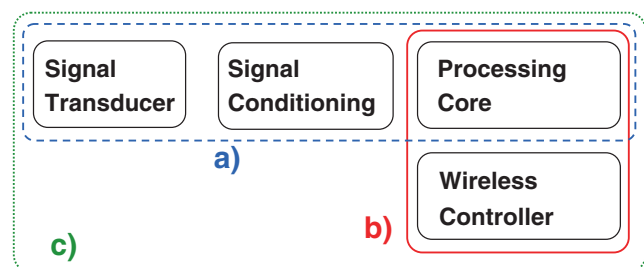 Signal
Transducer
Signal
Conditioning
Processing
Core
a)
Wireless
Controller
b)
c)